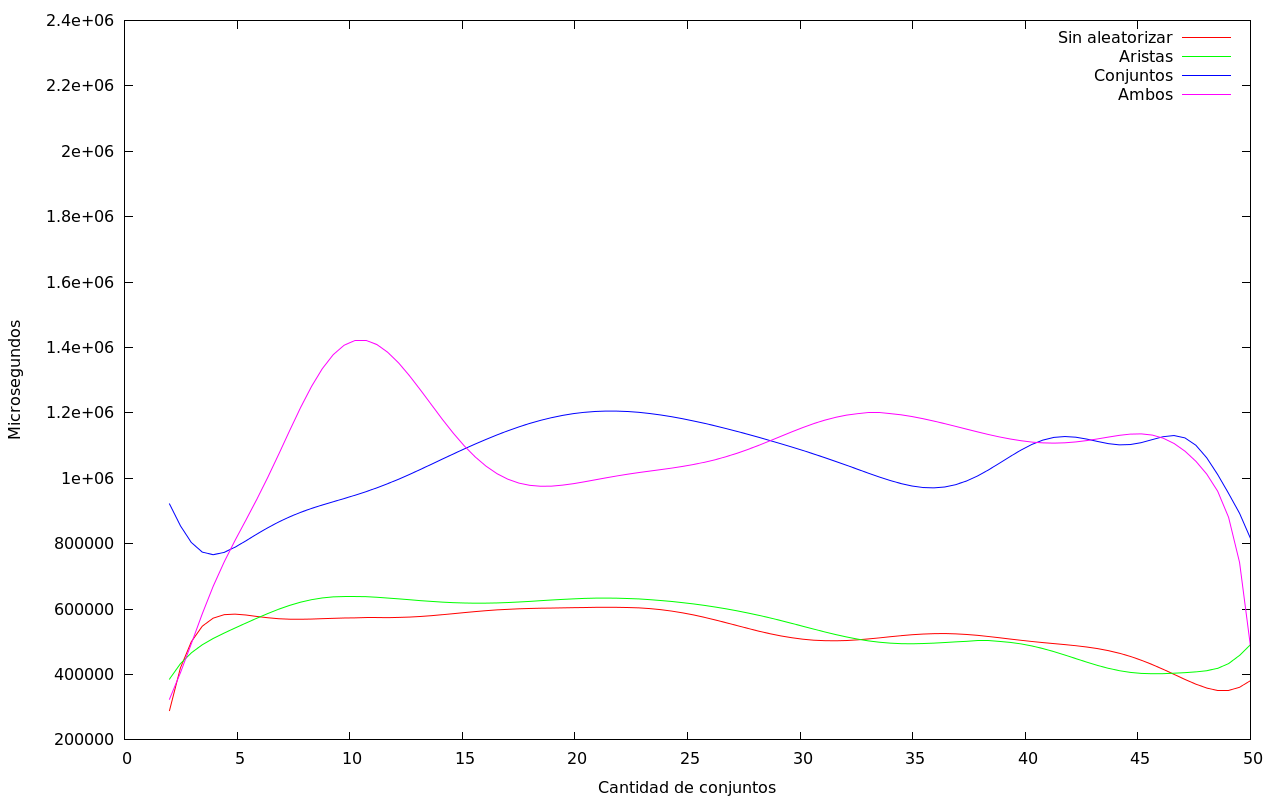 2.4e+06
2.2e+06
2e+06
1.8e+06
1.6e+06
1.4e+06
1.2e+06
1e+06
800000
600000
400000
200000
0 5 10 15 20 25 30 35 40 45 50
Microsegundos
Cantidad de conjuntos
Sin aleatorizar
Aristas
Conjuntos
Ambos